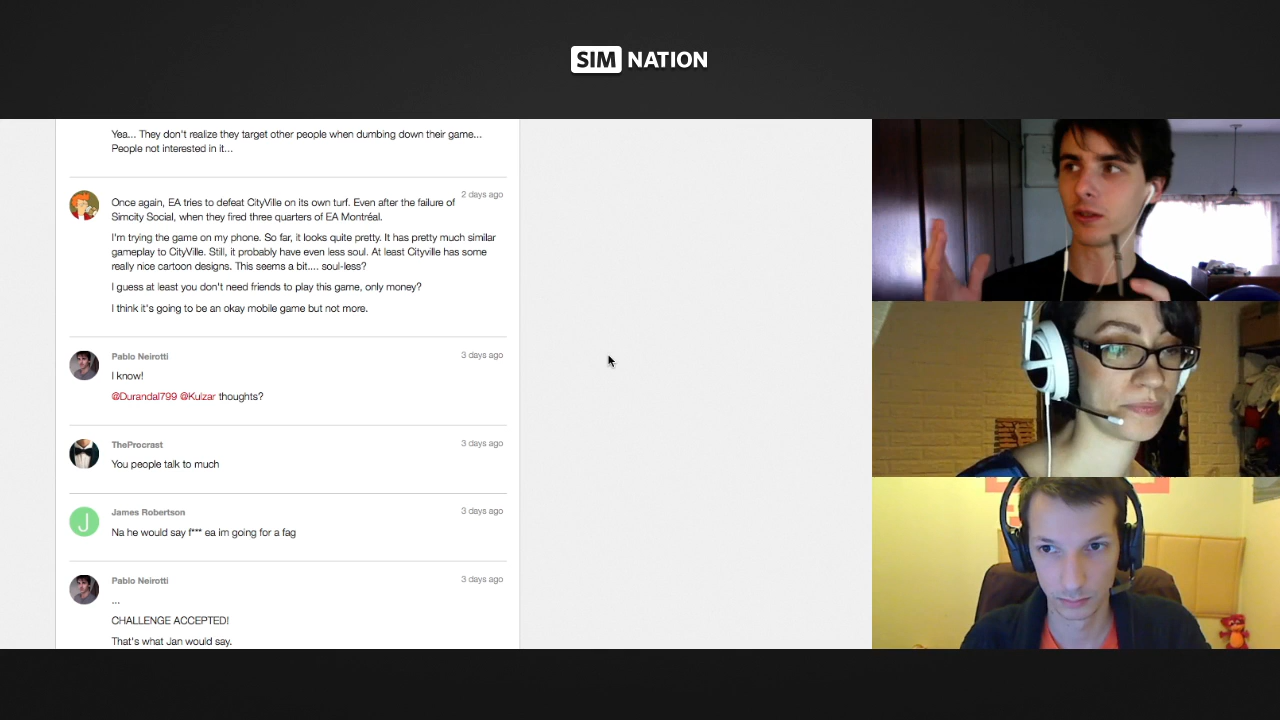 SIM NATION
Yea... They don't realize they target other people when dumbing down their game...
People not interested in it...
2 days ago
Once again, EA tries to defeat CityVille on its own turf. Even after the failure of
Simcity Social, when they fired three quarters of EA Montréal.
I'm trying the game on my phone. So far, it looks quite pretty. It has pretty much similar
gameplay to CityVille. Still, it probably have even less soul. At least Cityville has some
really nice cartoon designs. This seems a bit.... soul-less?
I guess at least you don't need friends to play this game, only money?
I think it's going to be an okay mobile game but not more.
Pablo Neirotti 3 days ago
I know!
@Durandal799 @Kuizar thoughts?
TheProcrast 3 days ago
You people talk to much
J James Robertson 3 days ago
Na he would say f*** ea im going for a fag
Pablo Neirotti 3 days ago
...
CHALLENGE ACCEPTED!
That's what Jan would say.